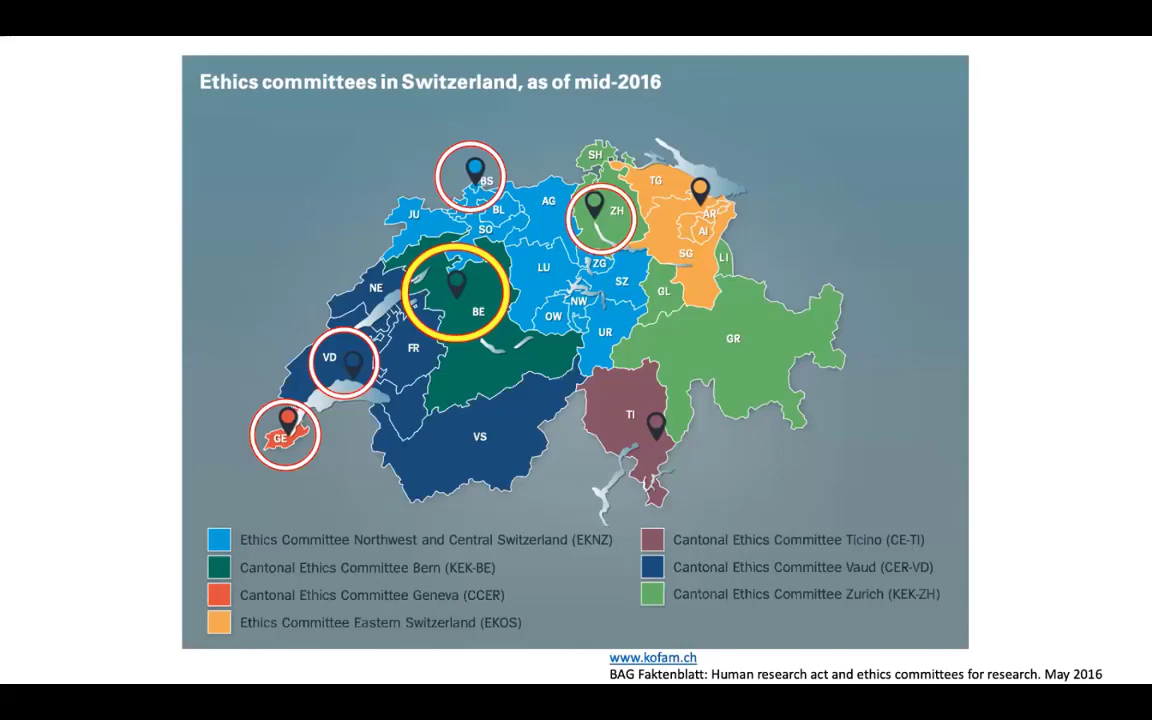 Ethics committees in Switzerland, as of mid-2016
SH
BS
TG
AG
ZH
JU
BL
AR
SO
AI
SG
LI
LU
ZG
SZ
NE
GL
NW
BE
OW
UR
GR
FR
VD
TI
GE
VS
Ethics Committee Northwest and Central Switzerland (EKNZ)
Cantonal Ethics Committee Bern (KEK-BE)
Cantonal Ethics Committee Geneva (CCER)
Ethics Committee Eastern Switzerland (EKOS)
Cantonal Ethics Committee Ticino (CE-TI)
Cantonal Ethics Committee Vaud (CER-VD)
Cantonal Ethics Committee Zurich (KEK-ZH)
www.kofam.ch
BAG Faktenblatt: Human research act and ethics committees for research. May 2016